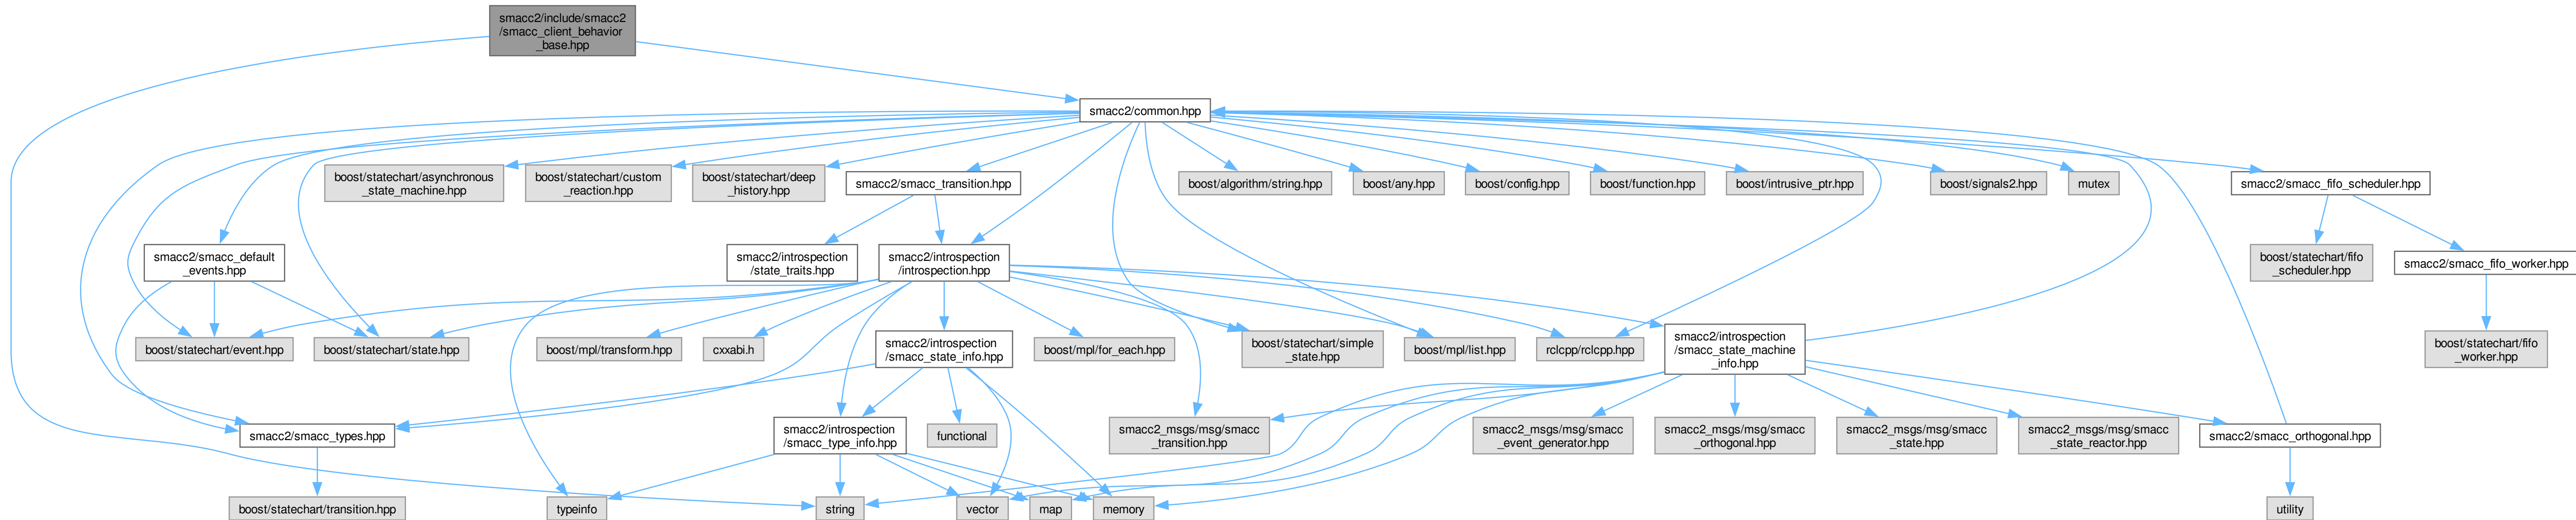 smacc2/include/smacc2
/smacc_client_behavior
_base.hpp
smacc2/common.hpp
boost/statechart/asynchronous
_state_machine.hpp
boost/statechart/custom
_reaction.hpp
boost/statechart/deep
_history.hpp
smacc2/smacc_transition.hpp
boost/algorithm/string.hpp
boost/any.hpp
boost/config.hpp
boost/function.hpp
boost/intrusive_ptr.hpp
boost/signals2.hpp
mutex
smacc2/smacc_fifo_scheduler.hpp
smacc2/smacc_default
_events.hpp
smacc2/introspection
/state_traits.hpp
smacc2/introspection
/introspection.hpp
boost/statechart/fifo
_scheduler.hpp
smacc2/smacc_fifo_worker.hpp
boost/statechart/event.hpp
boost/statechart/state.hpp
boost/mpl/transform.hpp
cxxabi.h
smacc2/introspection
/smacc_state_info.hpp
boost/mpl/for_each.hpp
boost/statechart/simple
_state.hpp
boost/mpl/list.hpp
rclcpp/rclcpp.hpp
smacc2/introspection
/smacc_state_machine
_info.hpp
boost/statechart/fifo
_worker.hpp
smacc2/smacc_types.hpp
smacc2/introspection
/smacc_type_info.hpp
functional
smacc2_msgs/msg/smacc
_transition.hpp
smacc2_msgs/msg/smacc
_event_generator.hpp
smacc2_msgs/msg/smacc
_orthogonal.hpp
smacc2_msgs/msg/smacc
_state.hpp
smacc2_msgs/msg/smacc
_state_reactor.hpp
smacc2/smacc_orthogonal.hpp
boost/statechart/transition.hpp
typeinfo
string
vector
map
memory
utility